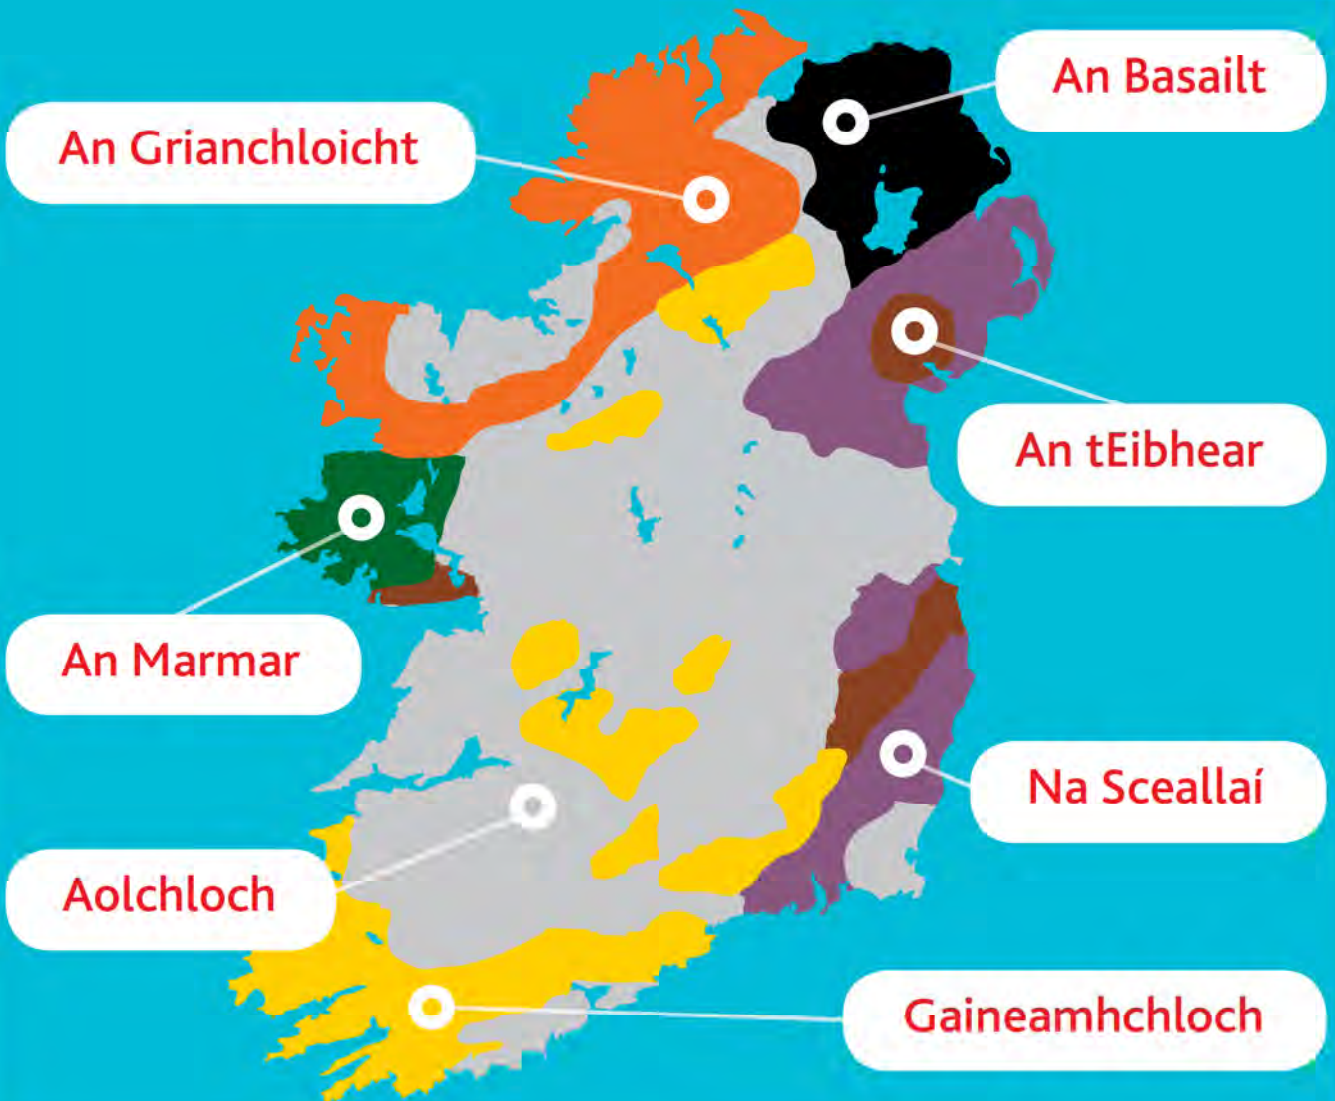 An Basailt
An Grianchloicht
An tEibhear
An Marmar
Na Sceallaí
Aolchloch
Gaineamhchloch